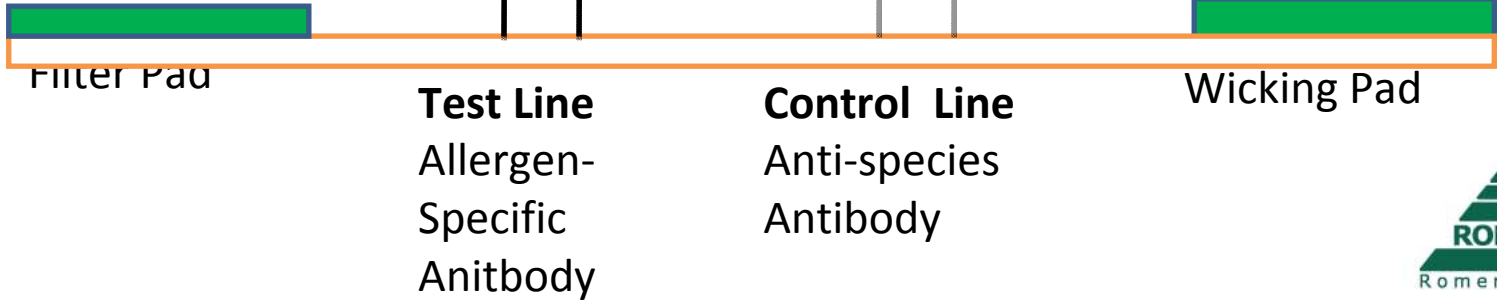 Filter Pad
Test Line
Allergen-
Specific
Anitbody
Control Line
Anti-species
Antibody
Wicking Pad